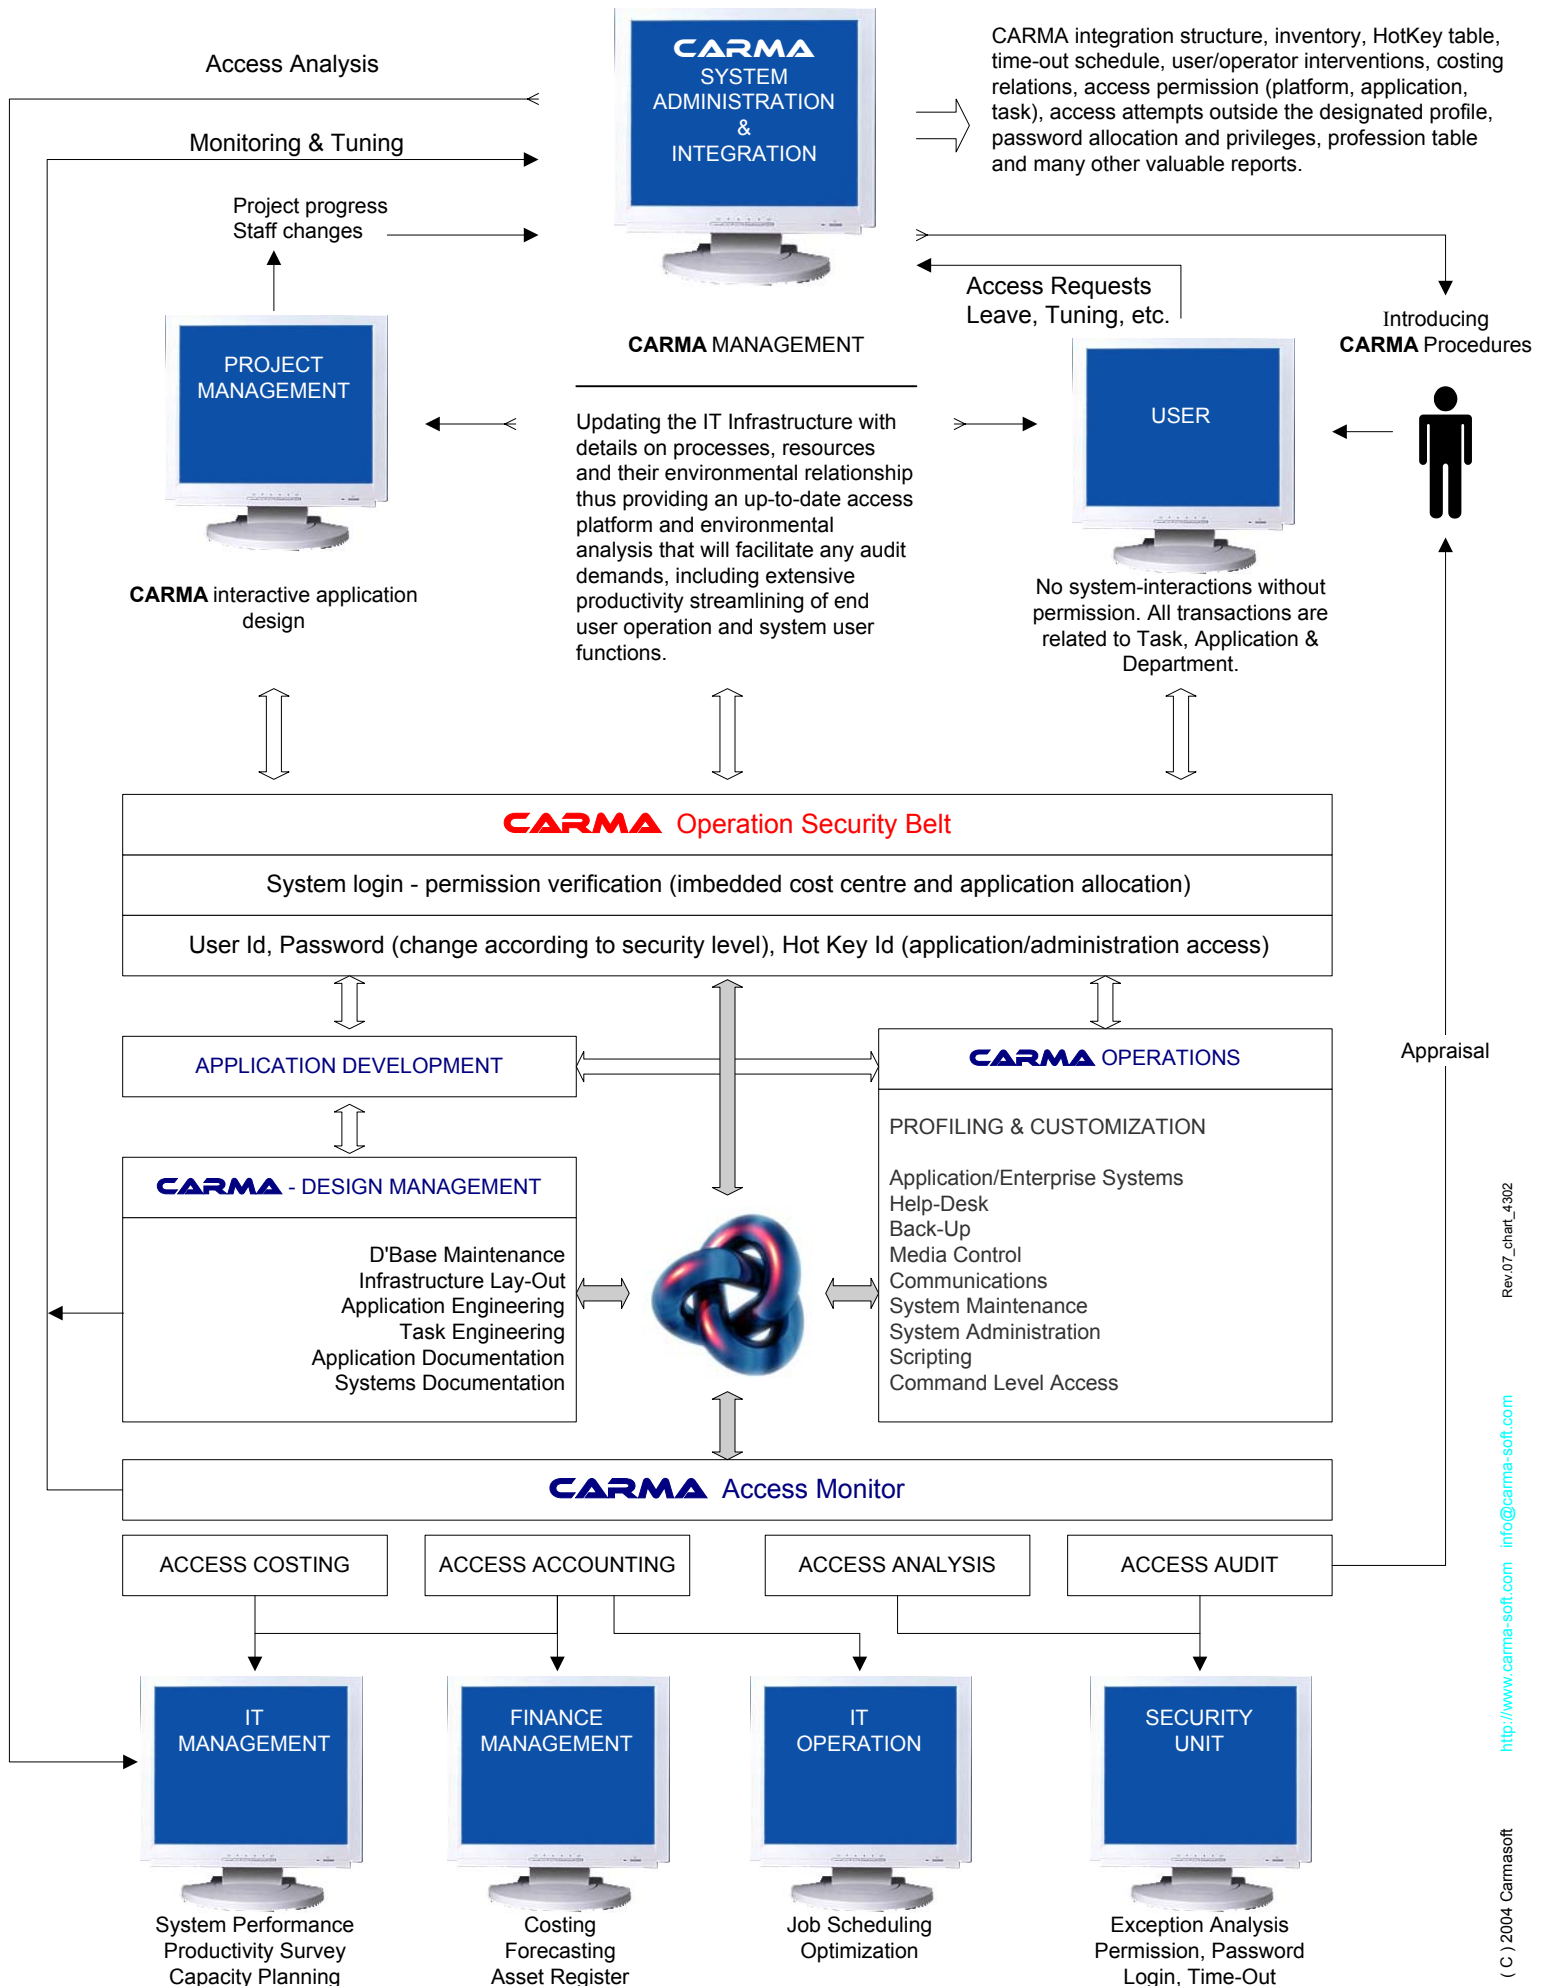 Access Analysis
CARMA
SYSTEM
ADMINISTRATION
&
INTEGRATION
CARMA integration structure, inventory, HotKey table,
time-out schedule, user/operator interventions, costing
relations, access permission (platform, application,
task), access attempts outside the designated profile,
password allocation and privileges, profession table
and many other valuable reports.
Monitoring & Tuning
Project progress
Staff changes
Access Requests
Leave, Tuning, etc.
Introducing
CARMA Procedures
PROJECT
MANAGEMENT
CARMA MANAGEMENT
USER
Updating the IT Infrastructure with
details on processes, resources
and their environmental relationship
thus providing an up-to-date access
platform and environmental
analysis that will facilitate any audit
demands, including extensive
productivity streamlining of end
user operation and system user
functions.
CARMA interactive application
design
No system-interactions without
permission. All transactions are
related to Task, Application &
Department.
CARMA Operation Security Belt
System login - permission verification (imbedded cost centre and application allocation)
User Id, Password (change according to security level), Hot Key Id (application/administration access)
APPLICATION DEVELOPMENT
CARMA OPERATIONS
Appraisal
PROFILING & CUSTOMIZATION
Application/Enterprise Systems
Help-Desk
Back-Up
Media Control
Communications
System Maintenance
System Administration
Scripting
Command Level Access
CARMA - DESIGN MANAGEMENT
D'Base Maintenance
Infrastructure Lay-Out
Application Engineering
Task Engineering
Application Documentation
Systems Documentation
CARMA Access Monitor
ACCESS COSTING
ACCESS ACCOUNTING
ACCESS ANALYSIS
ACCESS AUDIT
IT
MANAGEMENT
FINANCE
MANAGEMENT
IT
OPERATION
SECURITY
UNIT
System Performance
Productivity Survey
Capacity Planning
Costing
Forecasting
Asset Register
Job Scheduling
Optimization
Exception Analysis
Permission, Password
Login, Time-Out
Rev.07_chart_4302
http://www.carma-soft.com info@carma-soft.com
( C ) 2004 Carmasoft